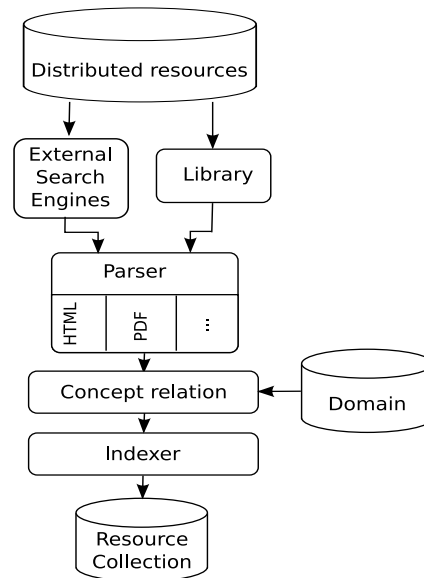 Distributed resources
External
Search
Engines
Library
Parser
HTML
PDF
...
Concept relation
Domain
Indexer
Resource
Collection